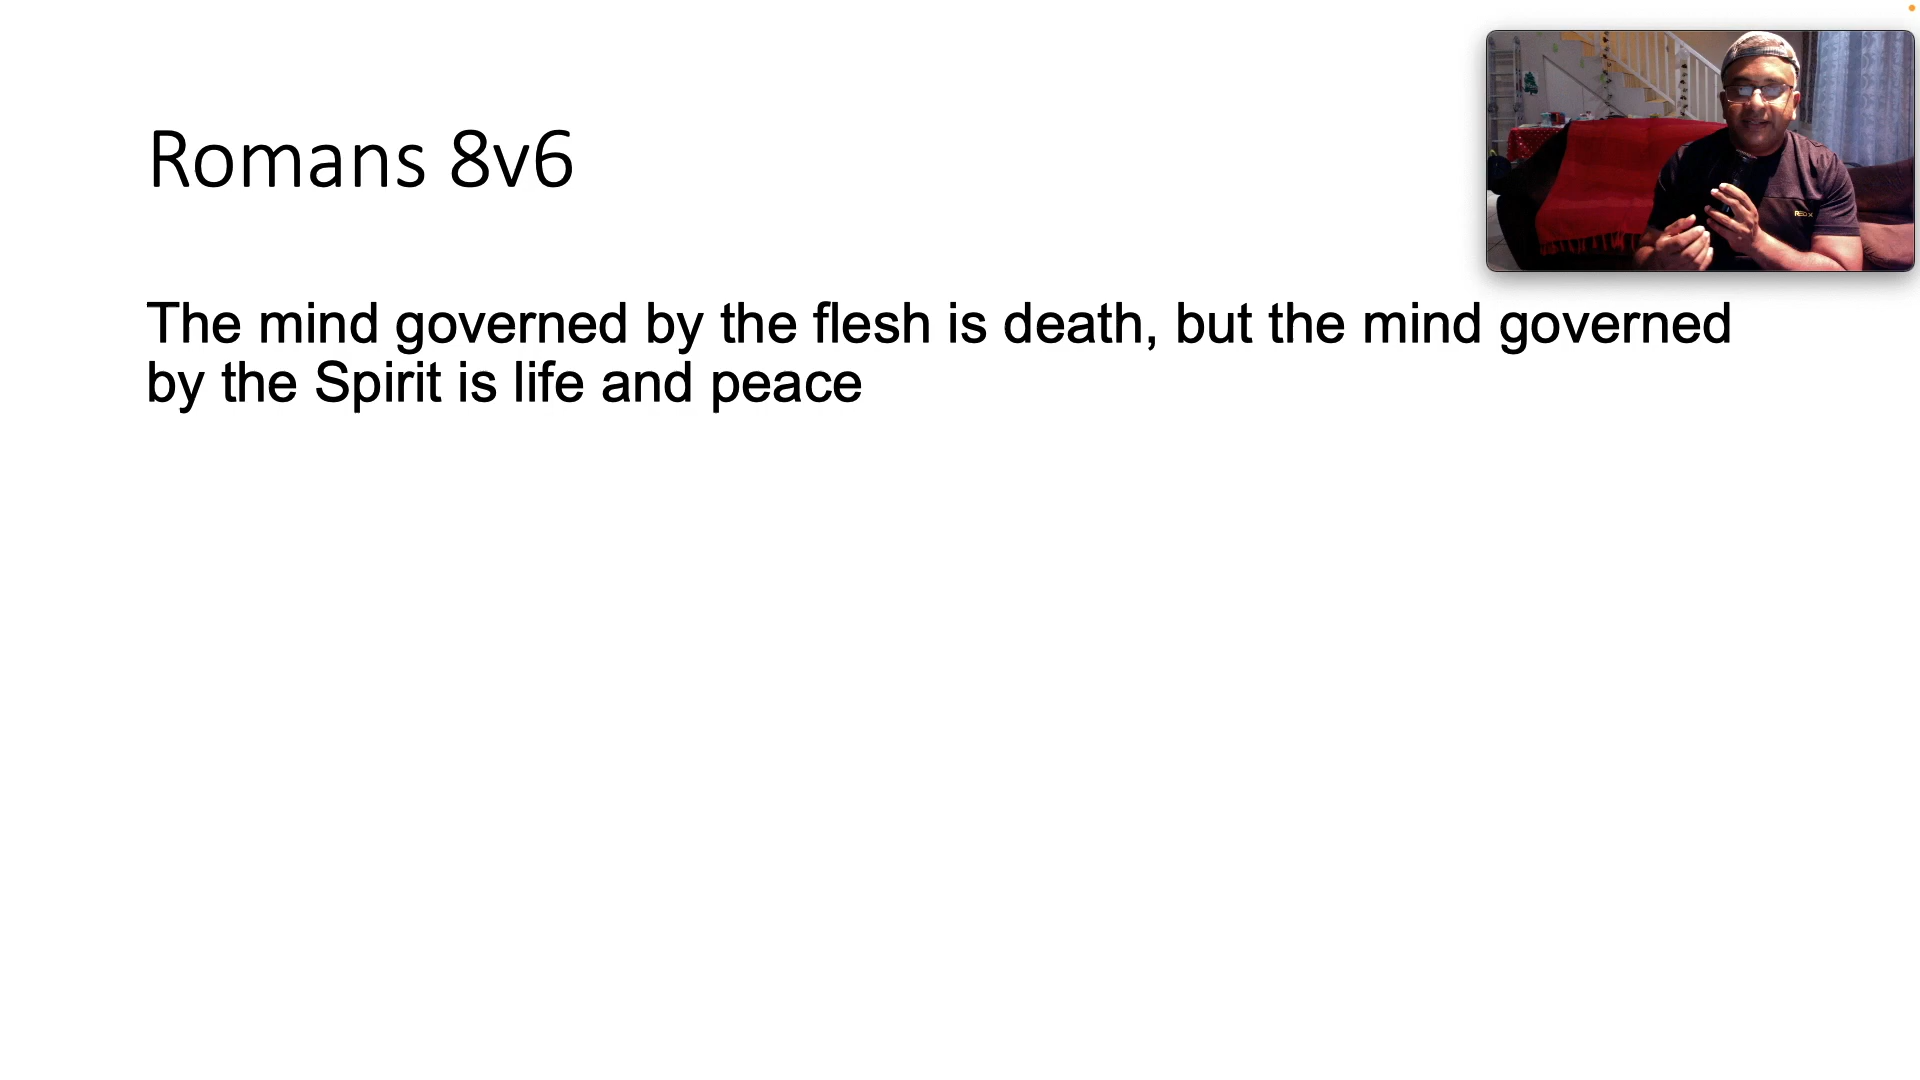 Romans 8v6
The mind governed by the flesh is death, but the mind governed
by the Spirit is life and peace